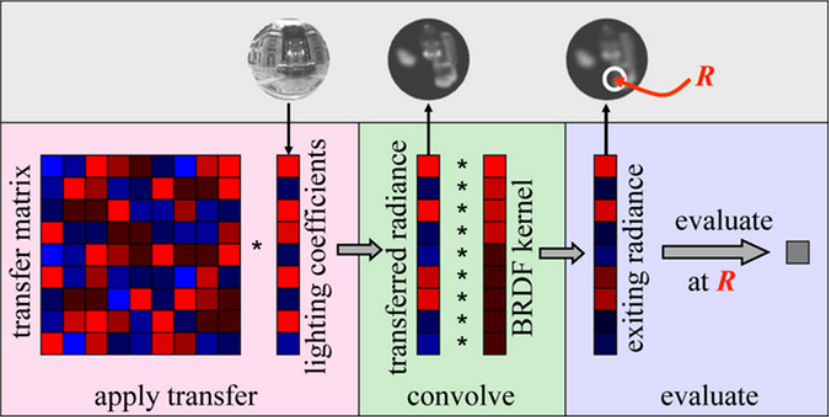 R
transfer matrix
*
lighting coefficients
transferred radiance
*
*
*
*
*
*
*
*
*
BRDF kernel
exiting radiance
evaluate
at R
apply transfer
convolve
evaluate